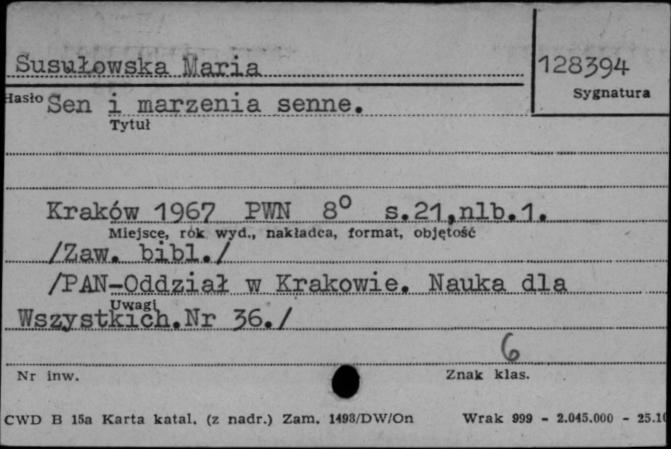 Susułowska Maria
128394
Hasło
Sygnatura
Sen i marzenia senne.
Tytuł
Kraków 1967 PWN 8° s.21,nlb.1.
Miejsce, rok wyd., nakładca, format, objętość
/Zaw. bibl./
/PAN-Oddział w Krakowie. Nauka dla
Uwagi
Wszystkich.Nr 36./
6
Nr inw.
Znak klas.
CWD B 15a Karta katal. (z nadr.) Zam. 1493/DW/On Wrak 999 - 2.045.000 - 25.10